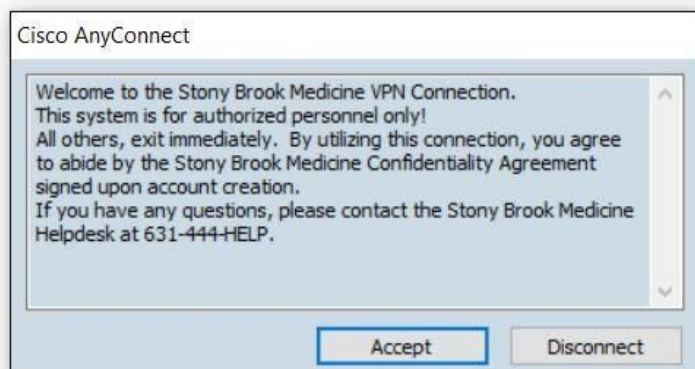 Cisco AnyConnect
Welcome to the Stony Brook Medicine VPN Connection.
This system is for authorized personnel only!
All others, exit immediately.  By utilizing this connection, you agree
to abide by the Stony Brook Medicine Confidentiality Agreement
signed upon account creation.
If you have any questions, please contact the Stony Brook Medicine
Helpdesk at 631-444-HELP.
Accept
Disconnect